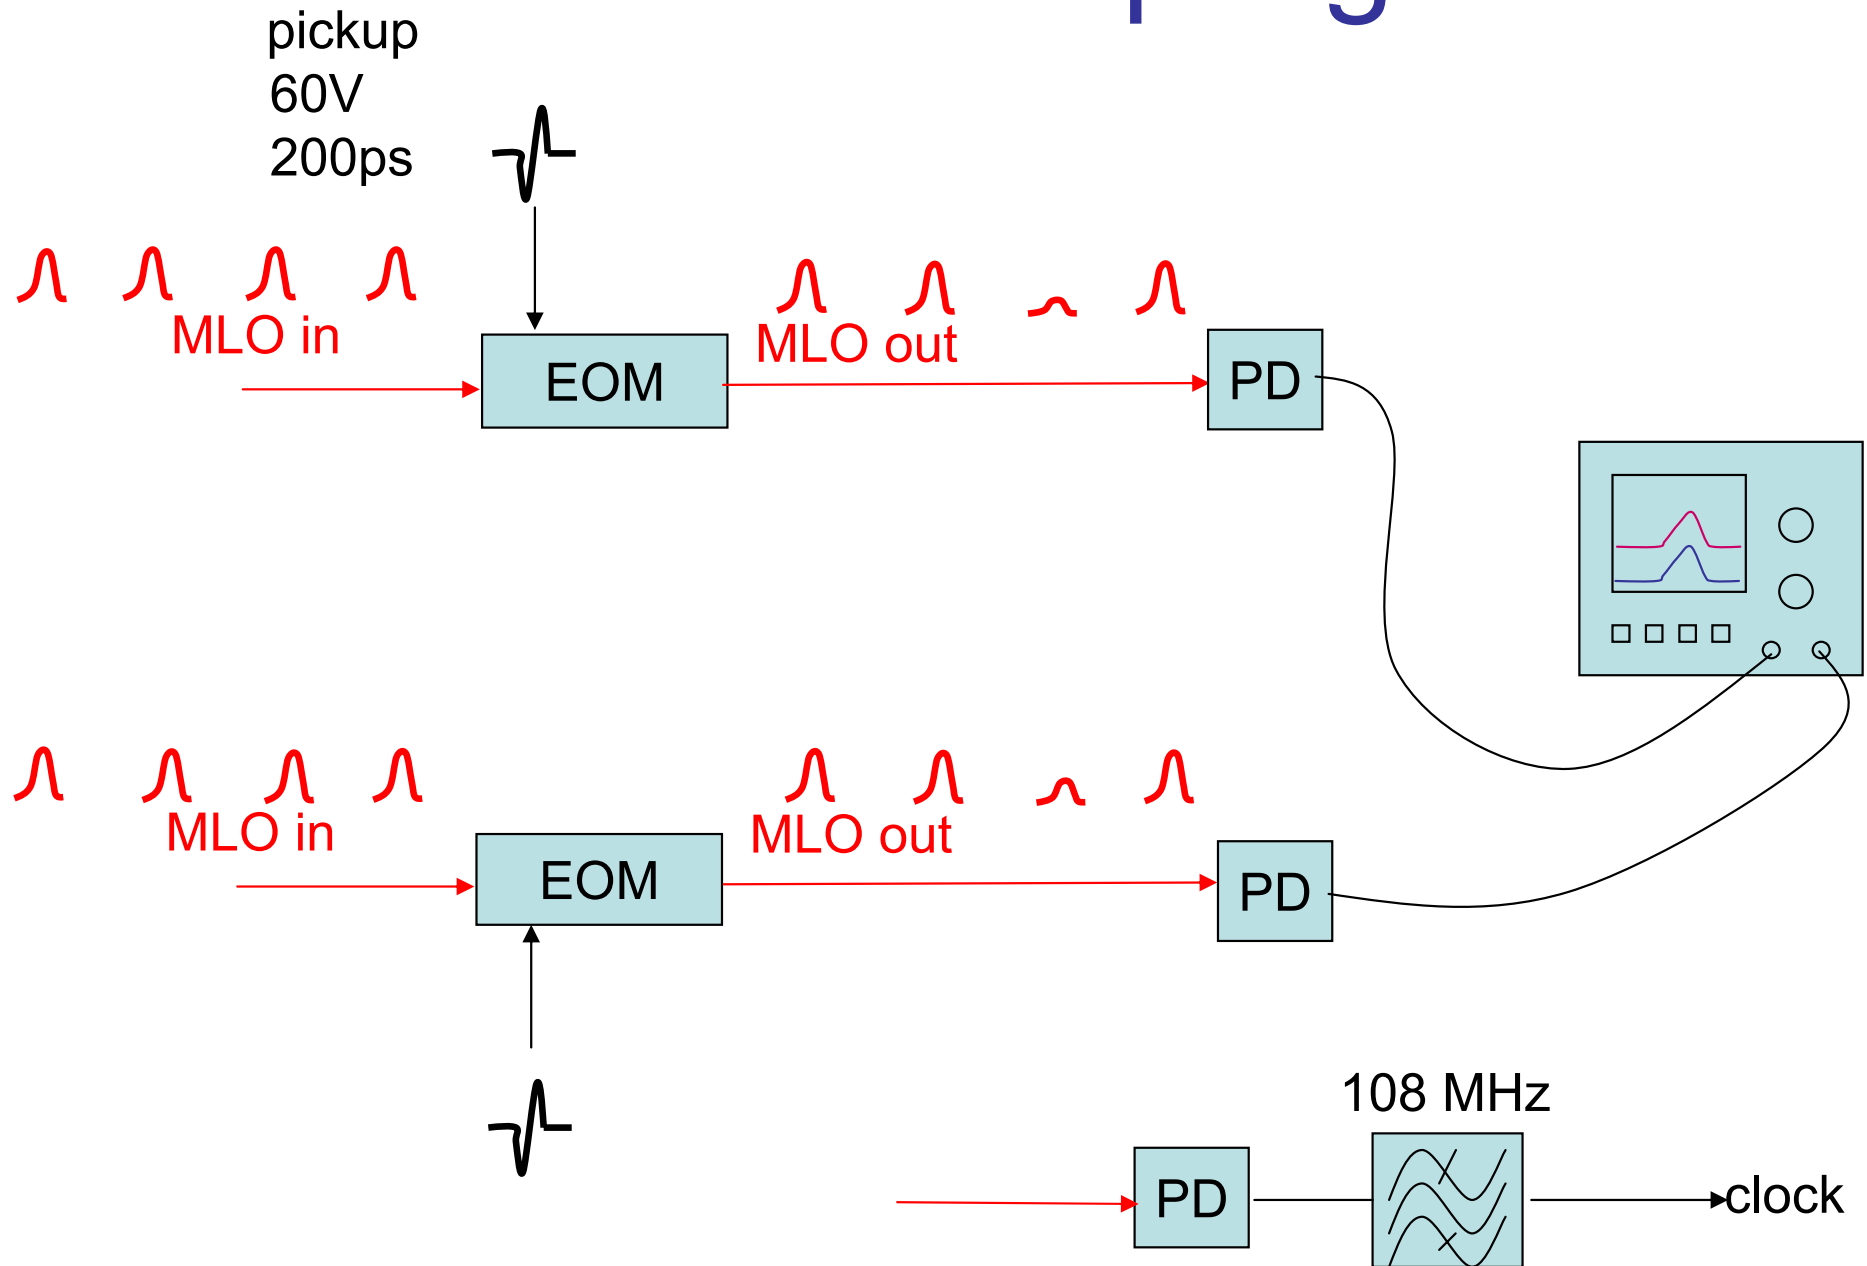 pickup
60V
200ps
MLO in
MLO out
EOM
PD
MLO in
MLO out
EOM
PD
108 MHz
PD
clock